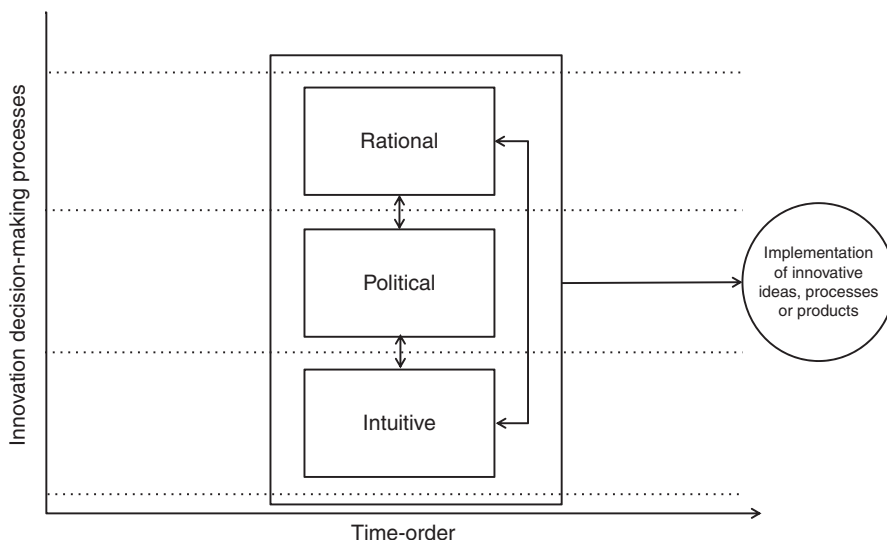 Innovation decision-making processes
Rational
Political
Intuitive
Implementation
of innovative
ideas, processes
or products
Time-order